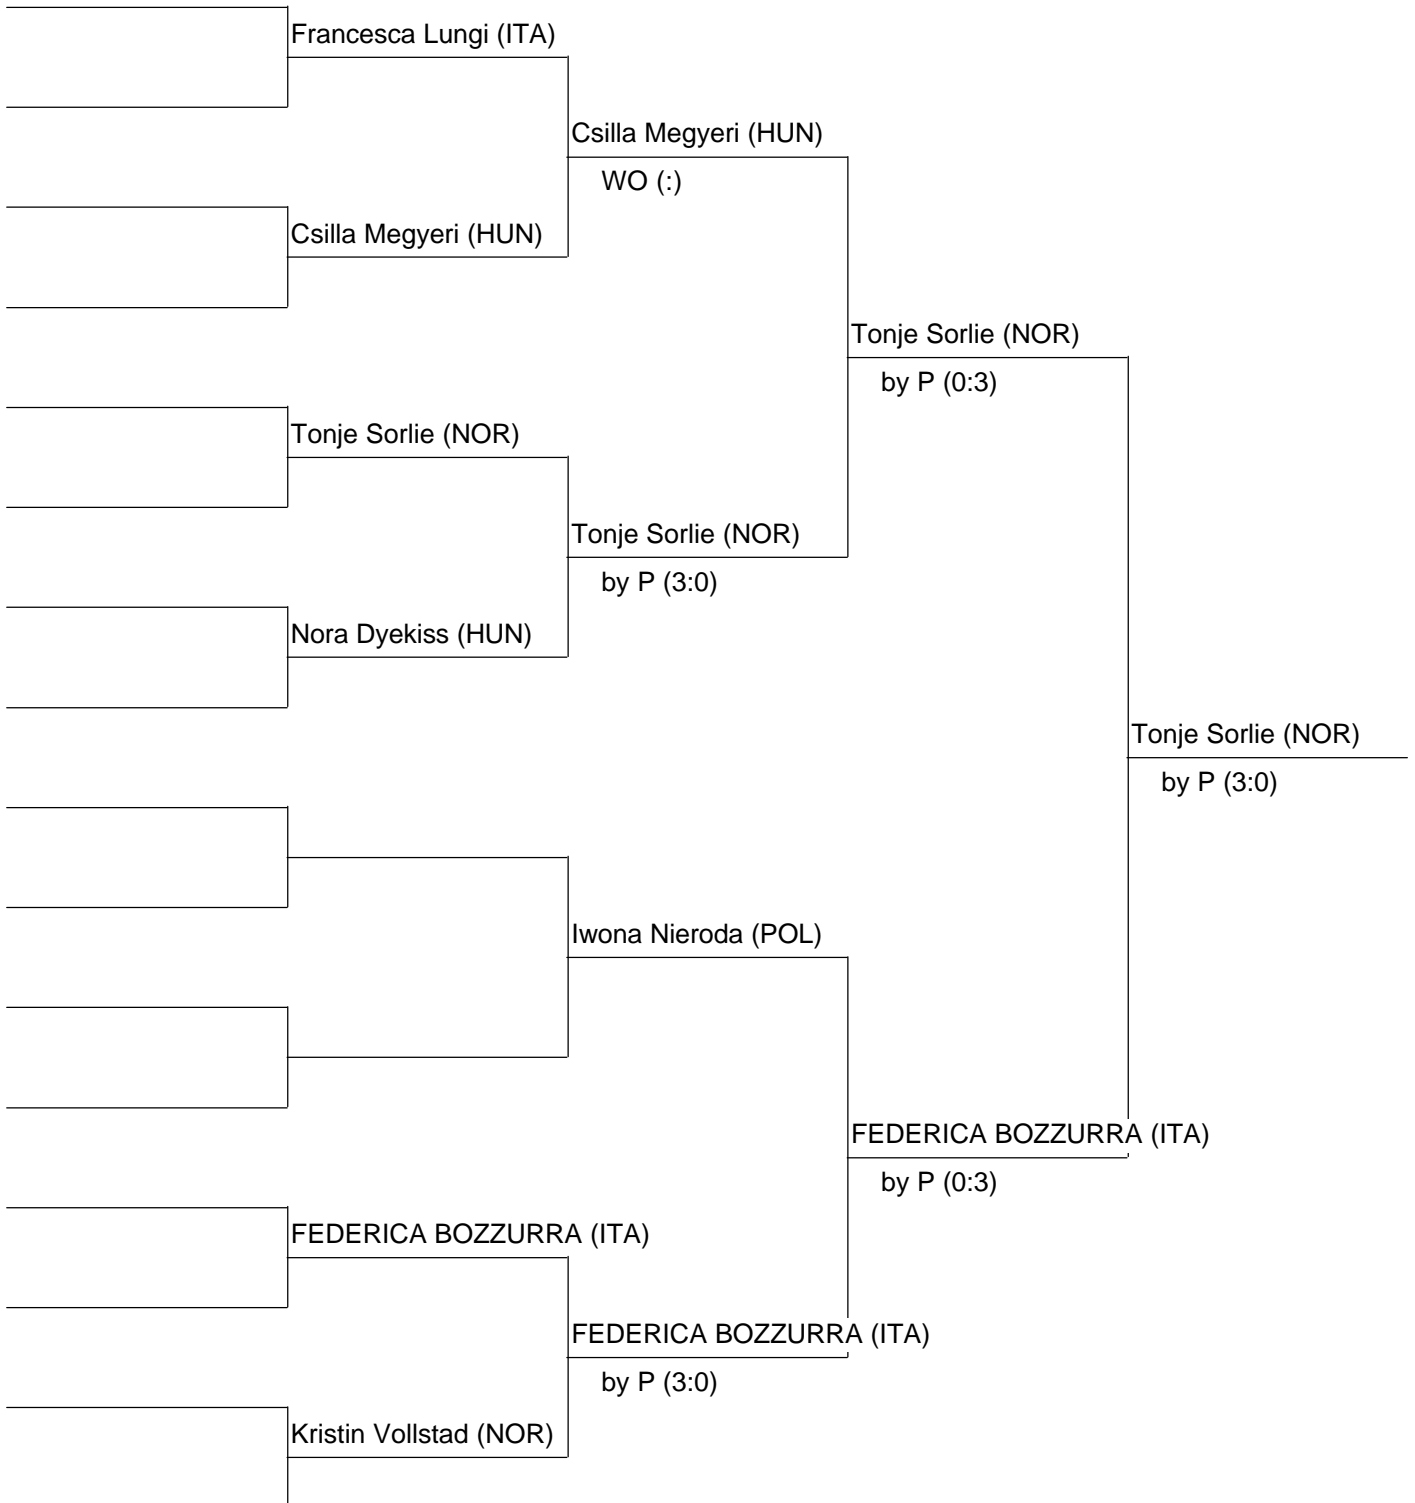 Francesca Lungi (ITA)
Csilla Megyeri (HUN)
WO (:)
Csilla Megyeri (HUN)
Tonje Sorlie (NOR)
by P (0:3)
Tonje Sorlie (NOR)
Tonje Sorlie (NOR)
by P (3:0)
Nora Dyekiss (HUN)
Tonje Sorlie (NOR)
by P (3:0)
Iwona Nieroda (POL)
FEDERICA BOZZURRA (ITA)
by P (0:3)
FEDERICA BOZZURRA (ITA)
FEDERICA BOZZURRA (ITA)
by P (3:0)
Kristin Vollstad (NOR)